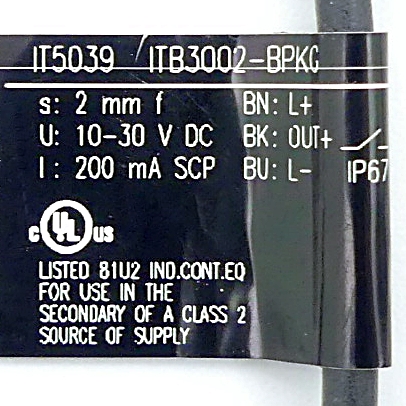 IT5039 ITB3002-BPKG
s: 2 mm f BN: L+
U: 10-30 V DC BK: OUT+
I: 200 mA SCP BU: L- IP67
c UL US
LISTED 81U2 IND.CONT.EQ
FOR USE IN THE
SECONDARY OF A CLASS 2
SOURCE OF SUPPLY